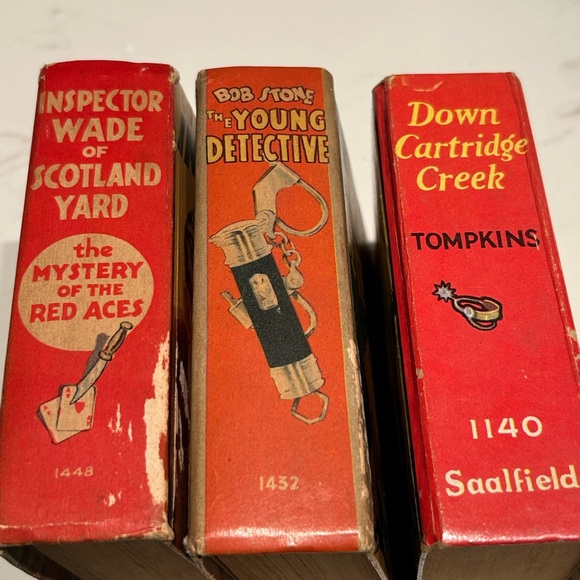 INSPECTOR
WADE
OF
SCOTLAND
YARD
the
MYSTERY
OF THE
RED ACES
1448
BOB STONE
THE YOUNG
DETECTIVE
1432
Down
Cartridge
Creek
TOMPKINS
1140
Saalfield